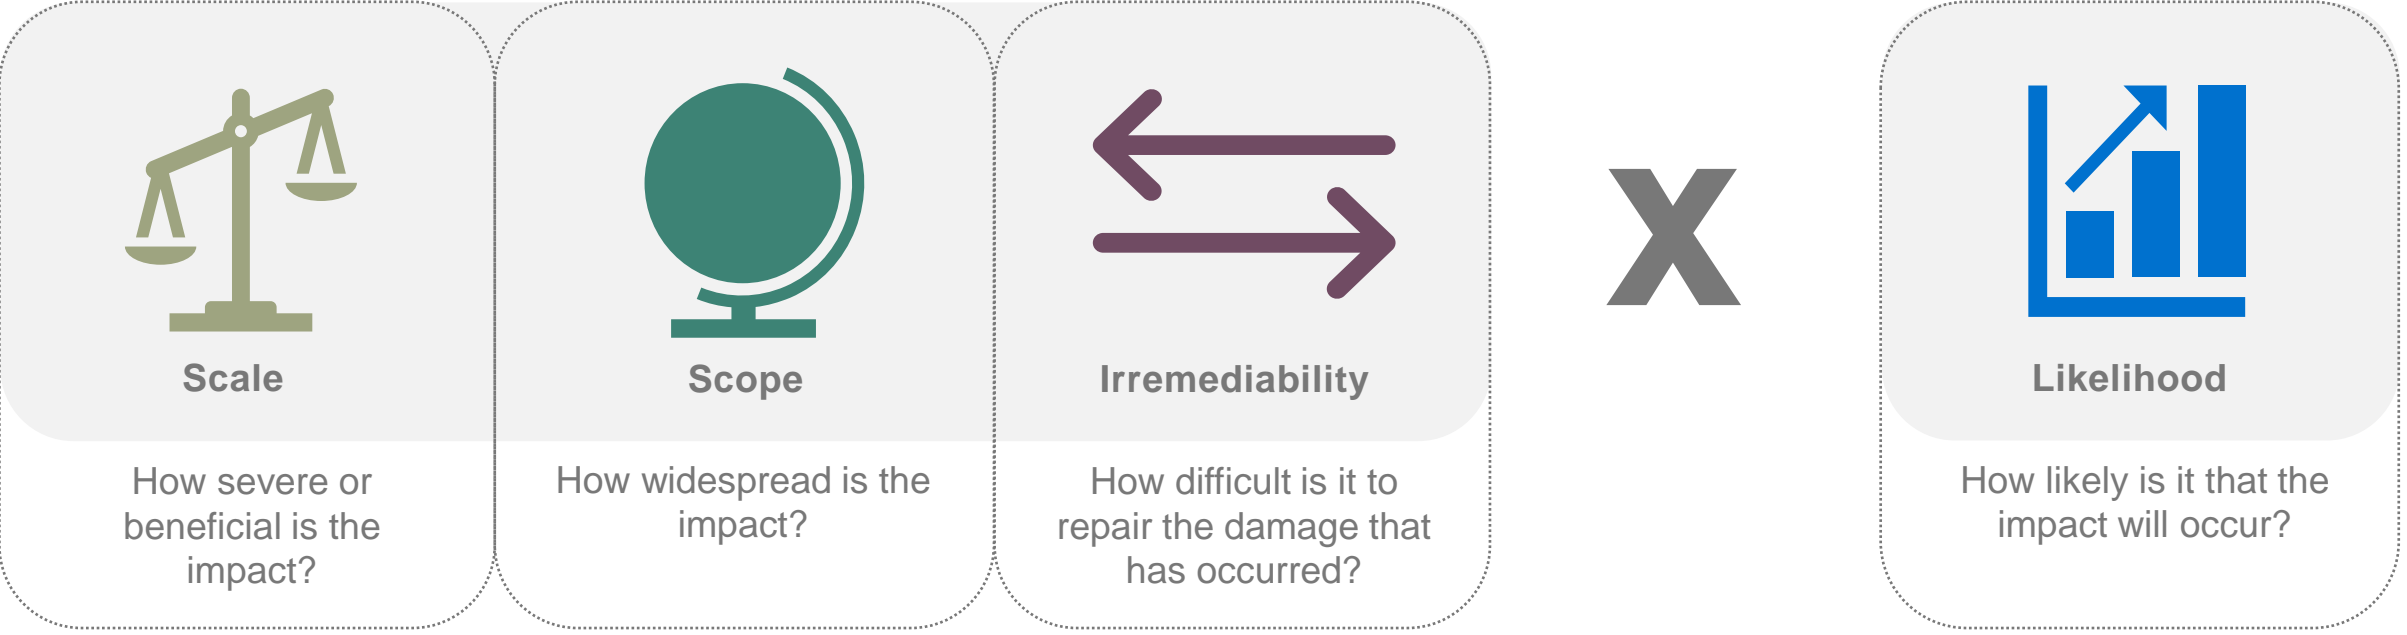 Scale
How severe or
beneficial is the
impact?
Scope
How widespread is the
impact?
Irremediability
How difficult is it to
repair the damage that
has occurred?
X
Likelihood
How likely is it that the
impact will occur?